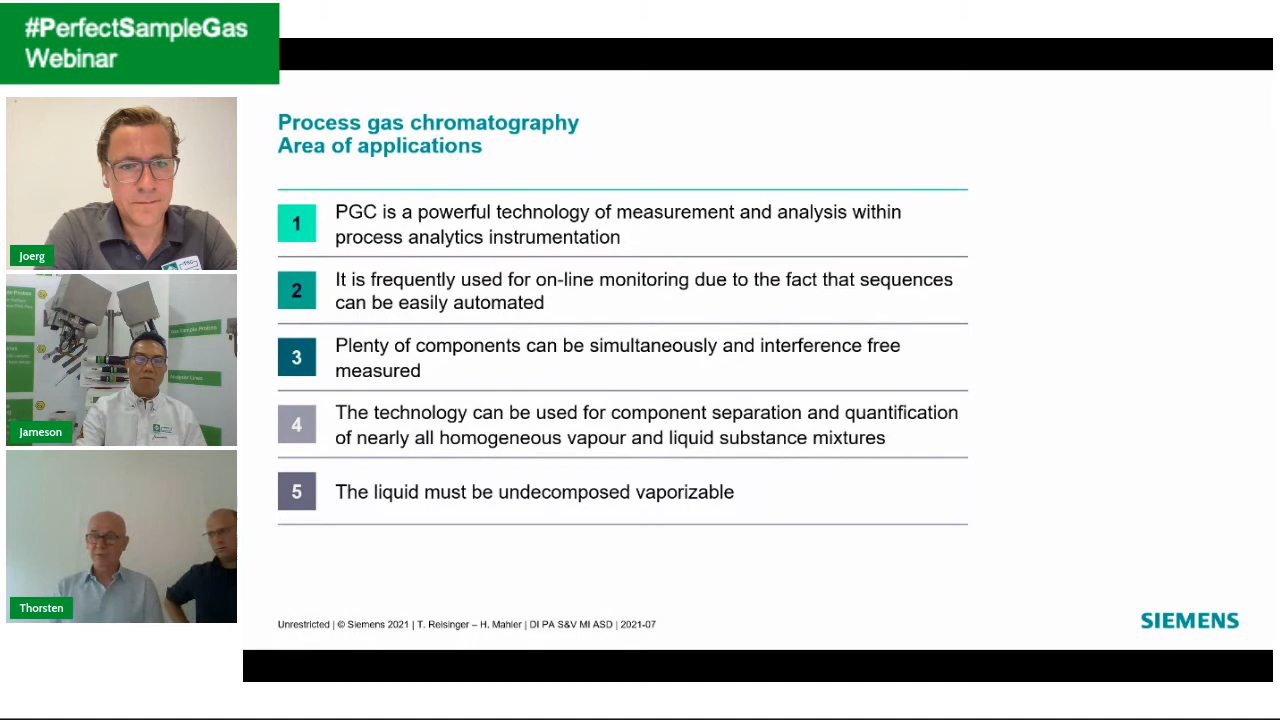 #PerfectSampleGas
Webinar
Process gas chromatography
Area of applications
1
PGC is a powerful technology of measurement and analysis within
process analytics instrumentation
2
It is frequently used for on-line monitoring due to the fact that sequences
can be easily automated
3
Plenty of components can be simultaneously and interference free
measured
4
The technology can be used for component separation and quantification
of nearly all homogeneous vapour and liquid substance mixtures
5
The liquid must be undecomposed vaporizable
Unrestricted | © Siemens 2021 | T. Reisinger – H. Mahler | DI PA S&V MI ASD | 2021-07
SIEMENS
Joerg
Gas Sample Probes
Jameson
Thorsten